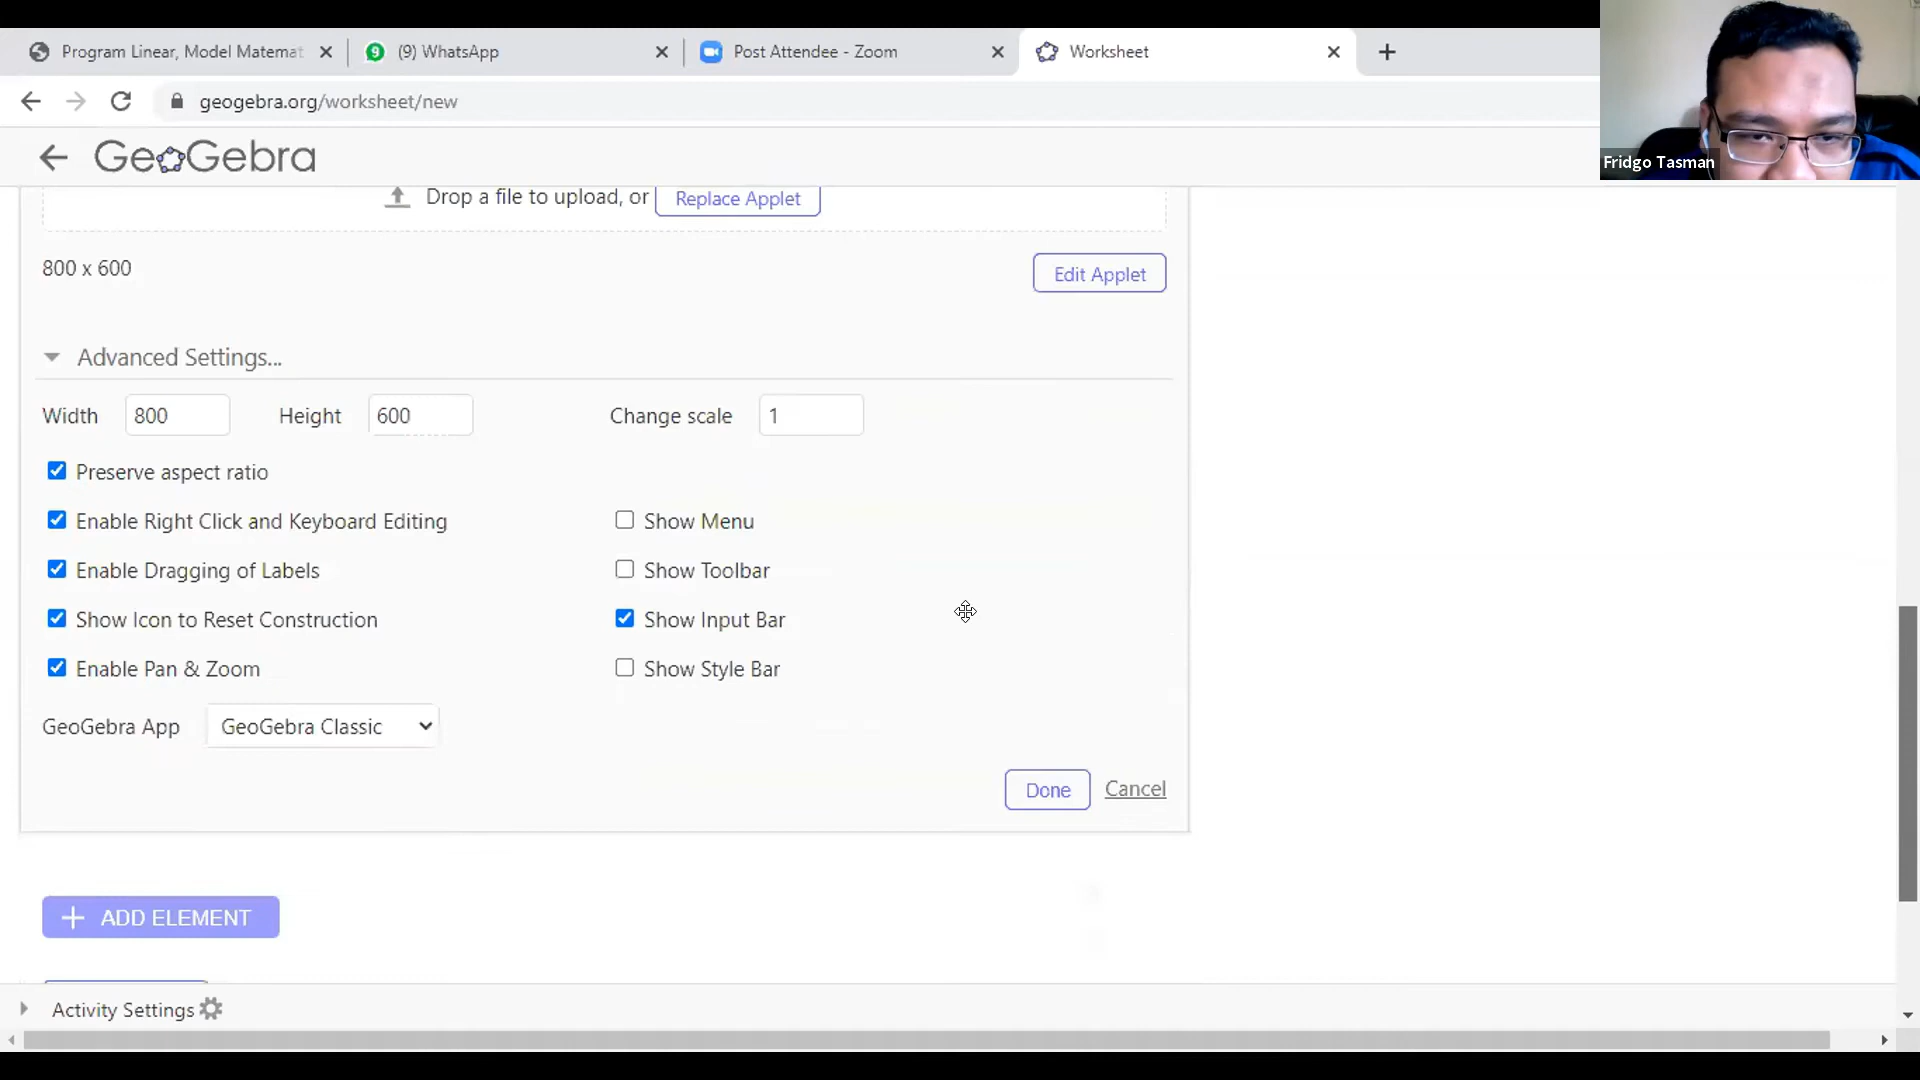 Program Linear, Model Matemat
(9) WhatsApp
Post Attendee - Zoom
Worksheet
geogebra.org/worksheet/new
GeoGebra
Fridgo Tasman
Drop a file to upload, or Replace Applet
800 x 600
Edit Applet
Advanced Settings...
Width 800 Height 600 Change scale 1
Preserve aspect ratio
Enable Right Click and Keyboard Editing Show Menu
Enable Dragging of Labels Show Toolbar
Show Icon to Reset Construction Show Input Bar
Enable Pan & Zoom Show Style Bar
GeoGebra App GeoGebra Classic
Done Cancel
+ ADD ELEMENT
Activity Settings